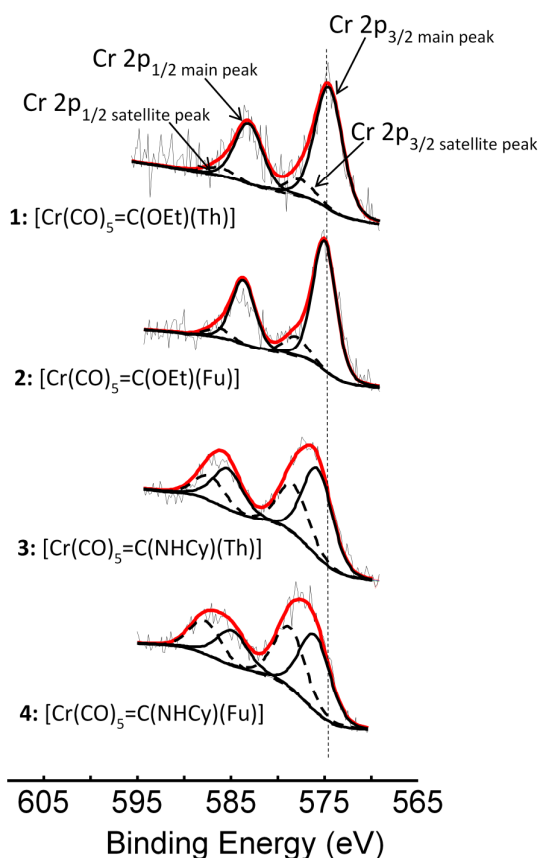 Cr 2p3/2 main peak
Cr 2p1/2 main peak
Cr 2p1/2 satellite peak
Cr 2p3/2 satellite peak
1: [Cr(CO)5=C(OEt)(Th)]
2: [Cr(CO)5=C(OEt)(Fu)]
3: [Cr(CO)5=C(NHCy)(Th)]
4: [Cr(CO)5=C(NHCy)(Fu)]
605 595 585 575 565
Binding Energy (eV)